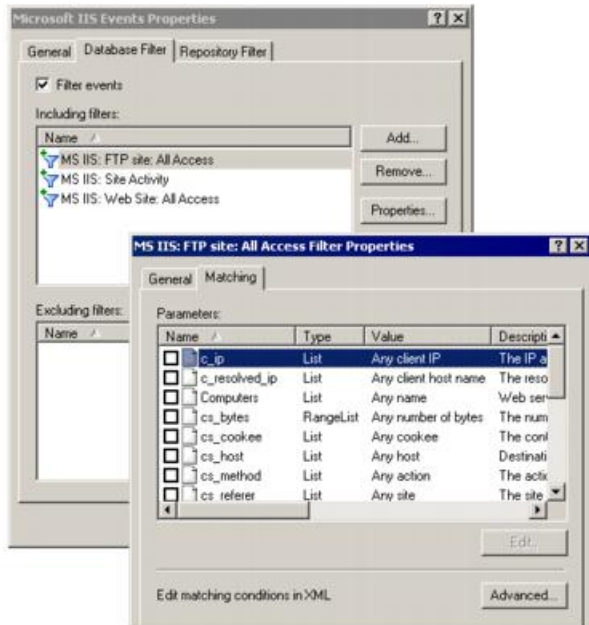 Microsoft IIS Events Properties
General Database Filter Repository Filter
Filter events
Including filters:
Name
MS IIS: FTP site: All Access
MS IIS: Site Activity
MS IIS: Web Site: All Access
Add...
Remove...
Properties...
Excluding filters:
Name
MS IIS: FTP site: All Access Filter Properties
General Matching
Parameters:
Name Type Value Descripti
c_ip List Any client IP The IP a
c_resolved_ip List Any client host name The reso
Computers List Any name Web ser
cs_bytes RangeList Any number of bytes The num
cs_cookee List Any cookee The con
cs_host List Any host Destinati
cs_method List Any action The actic
cs_referer List Any site The site
Edit...
Edit matching conditions in XML
Advanced...